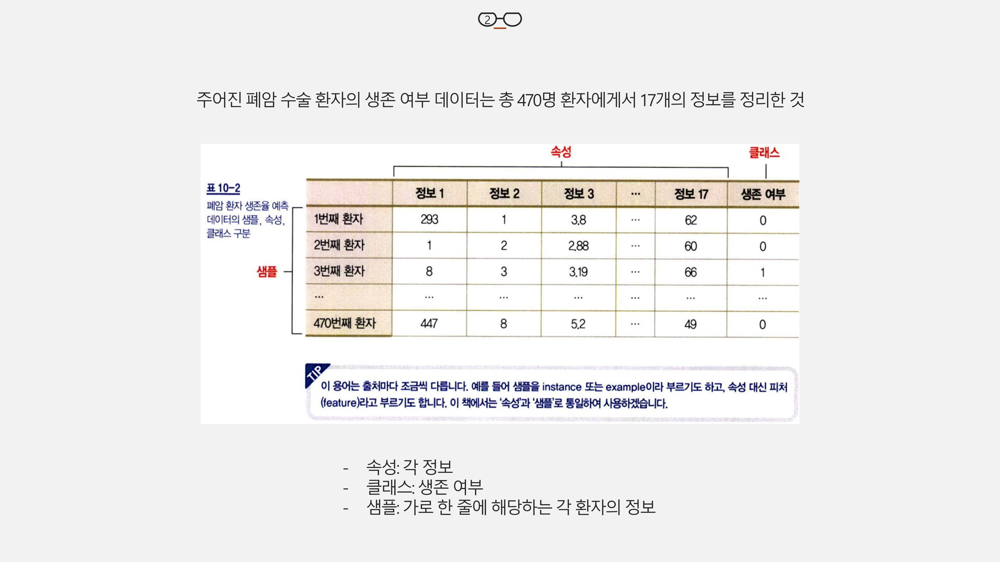 2
주어진 폐암 수술 환자의 생존 여부 데이터는 총 470명 환자에게서 17개의 정보를 정리한 것
속성
클래스
표 10-2
폐암 환자 생존율 예측
데이터의 샘플, 속성,
클래스 구분
샘플
정보 1 정보 2 정보 3 … 정보 17 생존 여부
1번째 환자 293 1 3.8 … 62 0
2번째 환자 1 2 2.88 … 60 0
3번째 환자 8 3 3.19 … 66 1
… … … … … … …
470번째 환자 447 8 5.2 … 49 0
TIP
이 용어는 출처마다 조금씩 다릅니다. 예를 들어 샘플을 instance 또는 example이라 부르기도 하고, 속성 대신 피처
(feature)라고 부르기도 합니다. 이 책에서는 '속성'과 '샘플'로 통일하여 사용하겠습니다.
- 속성: 각 정보
- 클래스: 생존 여부
- 샘플: 가로 한 줄에 해당하는 각 환자의 정보